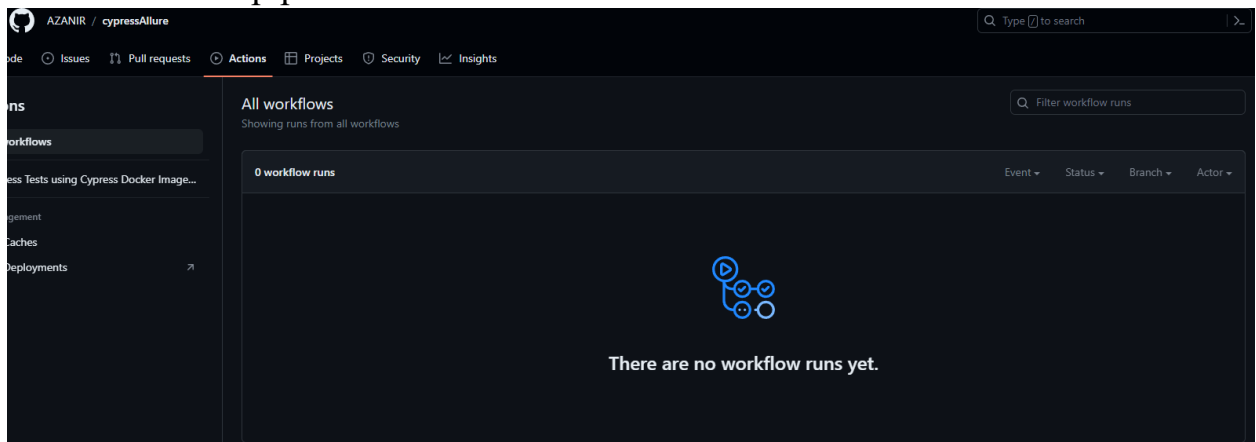 AZANIR / cypressAllure
Type / to search
ode Issues Pull requests Actions Projects Security Insights
ons
All workflows
Filter workflow runs
Showing runs from all workflows
workflows
0 workflow runs
Event Status Branch Actor
ess Tests using Cypress Docker Image...
gement
Caches
Deployments
There are no workflow runs yet.